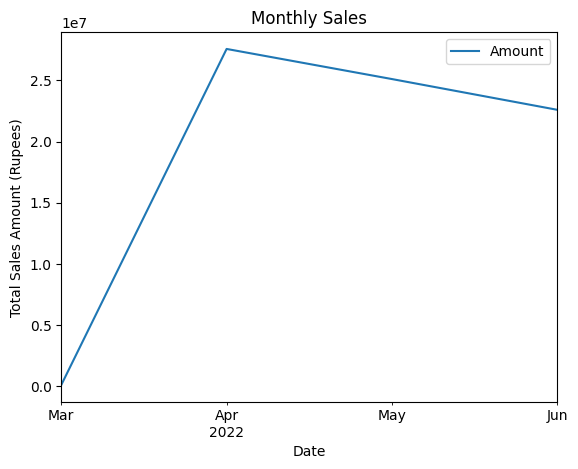 Monthly Sales
1e7
Amount
2.5
2.0
1.5
1.0
0.5
0.0
Total Sales Amount (Rupees)
Mar Apr May Jun
2022
Date